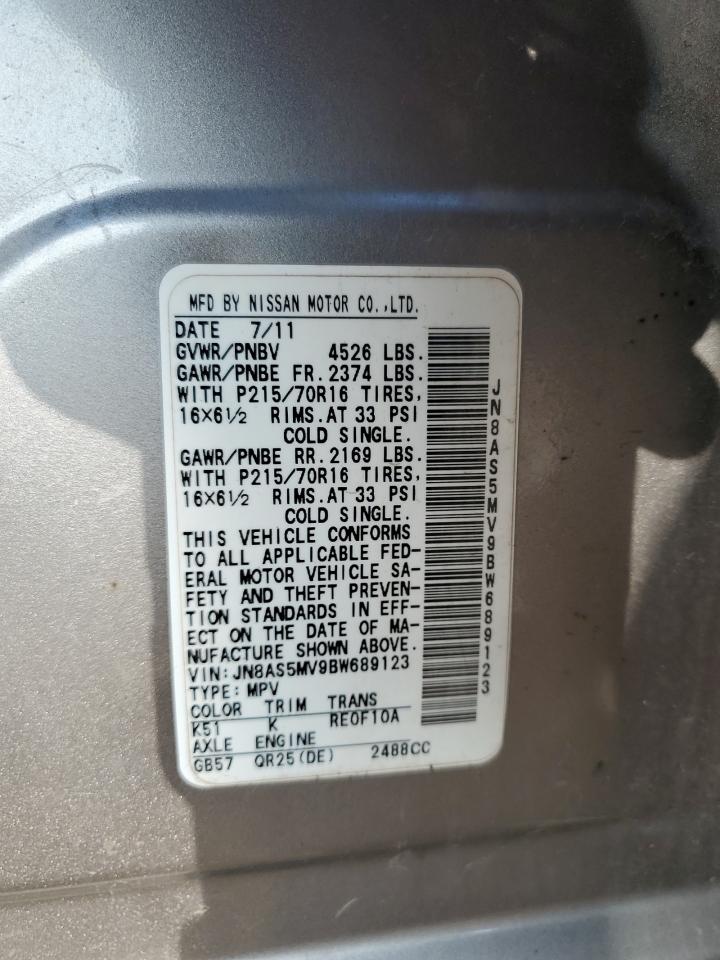 MFD BY NISSAN MOTOR CO.,LTD.
DATE 7/11
GVWR/PNBV 4526 LBS.
GAWR/PNBE FR. 2374 LBS.
WITH P215/70R16 TIRES,
16X6½ RIMS.AT 33 PSI
COLD SINGLE.
GAWR/PNBE RR. 2169 LBS.
WITH P215/70R16 TIRES,
16X6½ RIMS.AT 33 PSI
COLD SINGLE.
THIS VEHICLE CONFORMS
TO ALL APPLICABLE FED-
ERAL MOTOR VEHICLE SA-
FETY AND THEFT PREVEN-
TION STANDARDS IN EFF-
ECT ON THE DATE OF MA-
NUFACTURE SHOWN ABOVE.
VIN:JN8AS5MV9BW689123
TYPE:MPV
COLOR TRIM TRANS
K51 K RE0F10A
AXLE ENGINE
GB57 QR25(DE) 2488CC
JN8AS5MV9BW689123